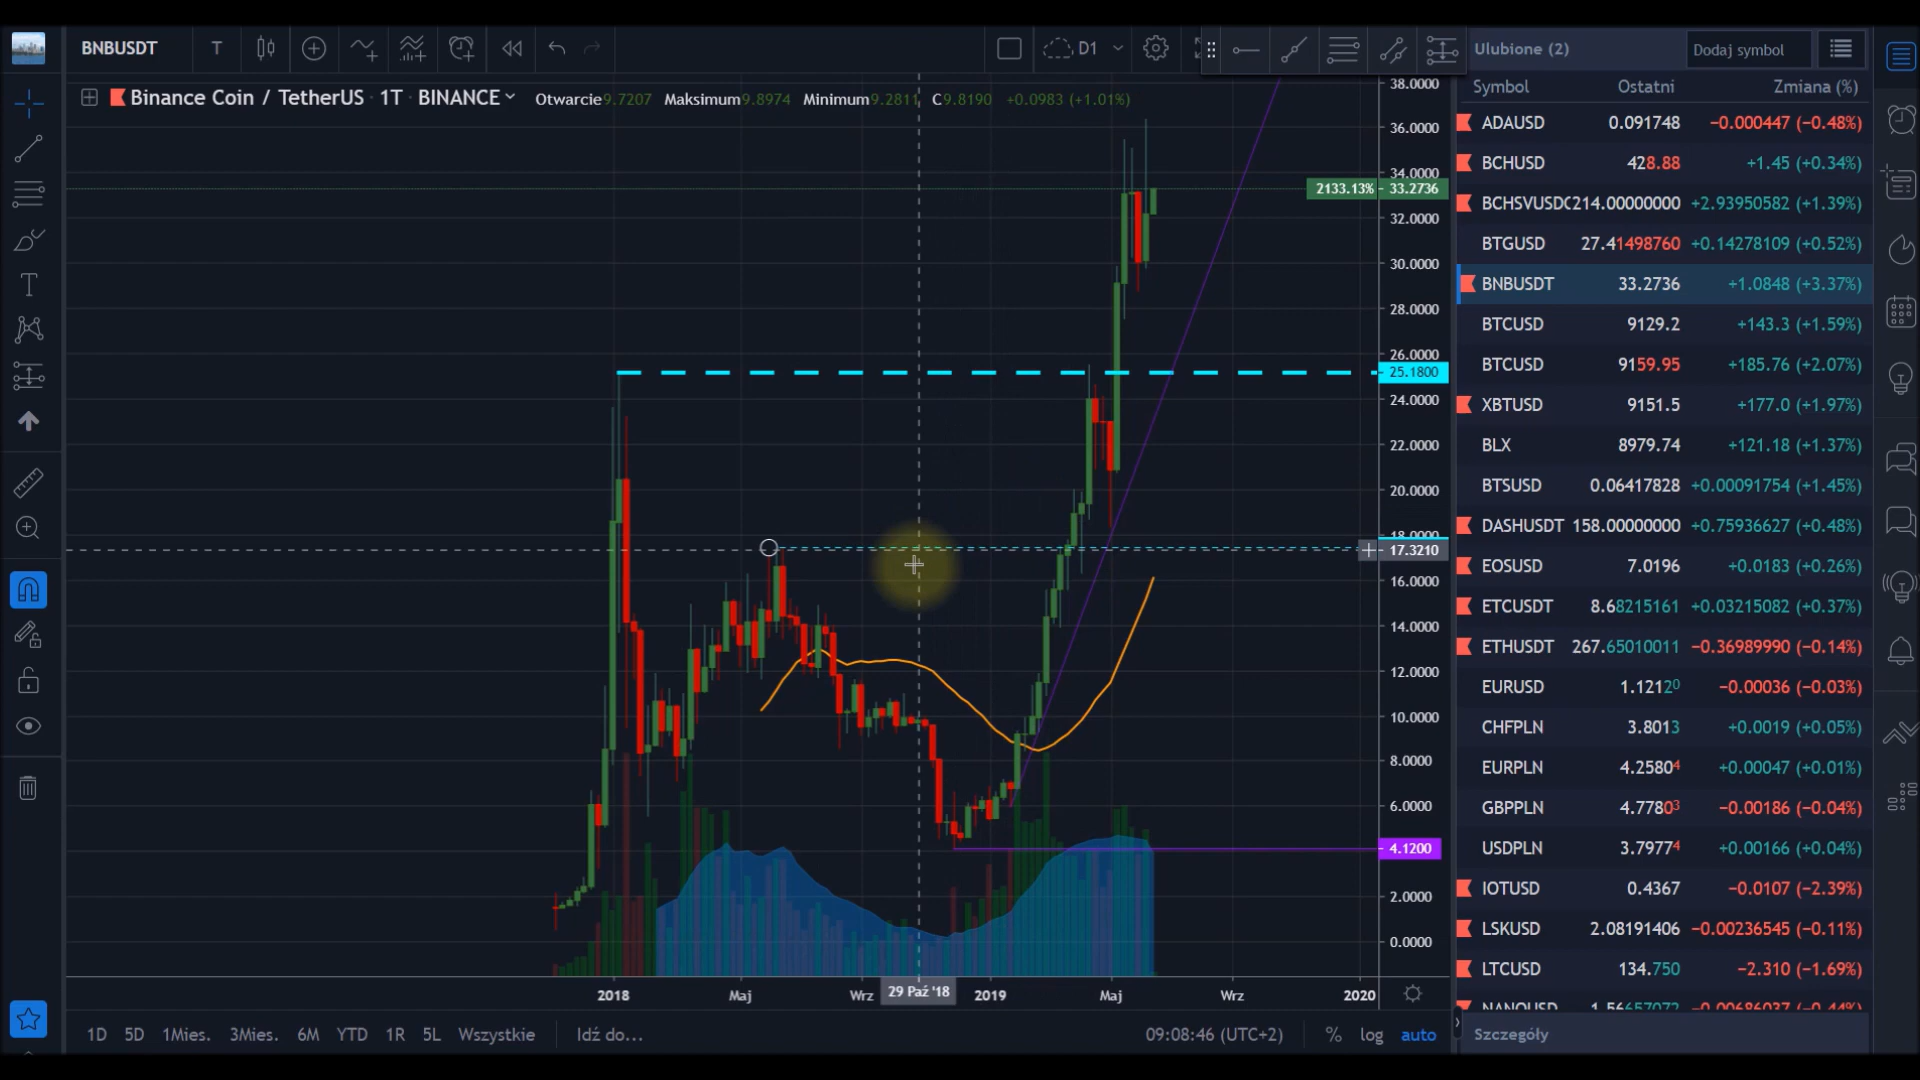 BNBUSDT T D1 Ulubione (2) Dodaj symbol
Binance Coin / TetherUS · 1T · BINANCE Otwarcie9.7207 Maksimum9.8974 Minimum9.2811 C9.8190 +0.0983 (+1.01%)
Symbol Ostatni Zmiana (%)
ADAUSD 0.091748 −0.000447 (−0.48%)
BCHUSD 428.88 +1.45 (+0.34%)
BCHSVUSDC 214.00000000 +2.93950582 (+1.39%)
BTGUSD 27.41498760 +0.14278109 (+0.52%)
BNBUSDT 33.2736 +1.0848 (+3.37%)
BTCUSD 9129.2 +143.3 (+1.59%)
BTCUSD 9159.95 +185.76 (+2.07%)
XBTUSD 9151.5 +177.0 (+1.97%)
BLX 8979.74 +121.18 (+1.37%)
BTSUSD 0.06417828 +0.00091754 (+1.45%)
DASHUSDT 158.00000000 +0.75936627 (+0.48%)
EOSUSD 7.0196 +0.0183 (+0.26%)
ETCUSDT 8.68215161 +0.03215082 (+0.37%)
ETHUSDT 267.65010011 −0.36989990 (−0.14%)
EURUSD 1.12120 −0.00036 (−0.03%)
CHFPLN 3.8013 +0.0019 (+0.05%)
EURPLN 4.25804 +0.00047 (+0.01%)
GBPPLN 4.77803 −0.00186 (−0.04%)
USDPLN 3.79774 +0.00166 (+0.04%)
IOTUSD 0.4367 −0.0107 (−2.39%)
LSKUSD 2.08191406 −0.00236545 (−0.11%)
LTCUSD 134.750 −2.310 (−1.69%)
NANOUSD 1.56657072 −0.00686037 (−0.44%)
Szczegóły
38.0000
36.0000
34.0000
2133.13% 33.2736
32.0000
30.0000
28.0000
26.0000
25.1800
24.0000
22.0000
20.0000
18.0000
17.3210
16.0000
14.0000
12.0000
10.0000
8.0000
6.0000
4.1200
2.0000
0.0000
2018 Maj Wrz 29 Paź '18 2019 Maj Wrz 2020
1D 5D 1Mies. 3Mies. 6M YTD 1R 5L Wszystkie Idź do... 09:08:46 (UTC+2) % log auto